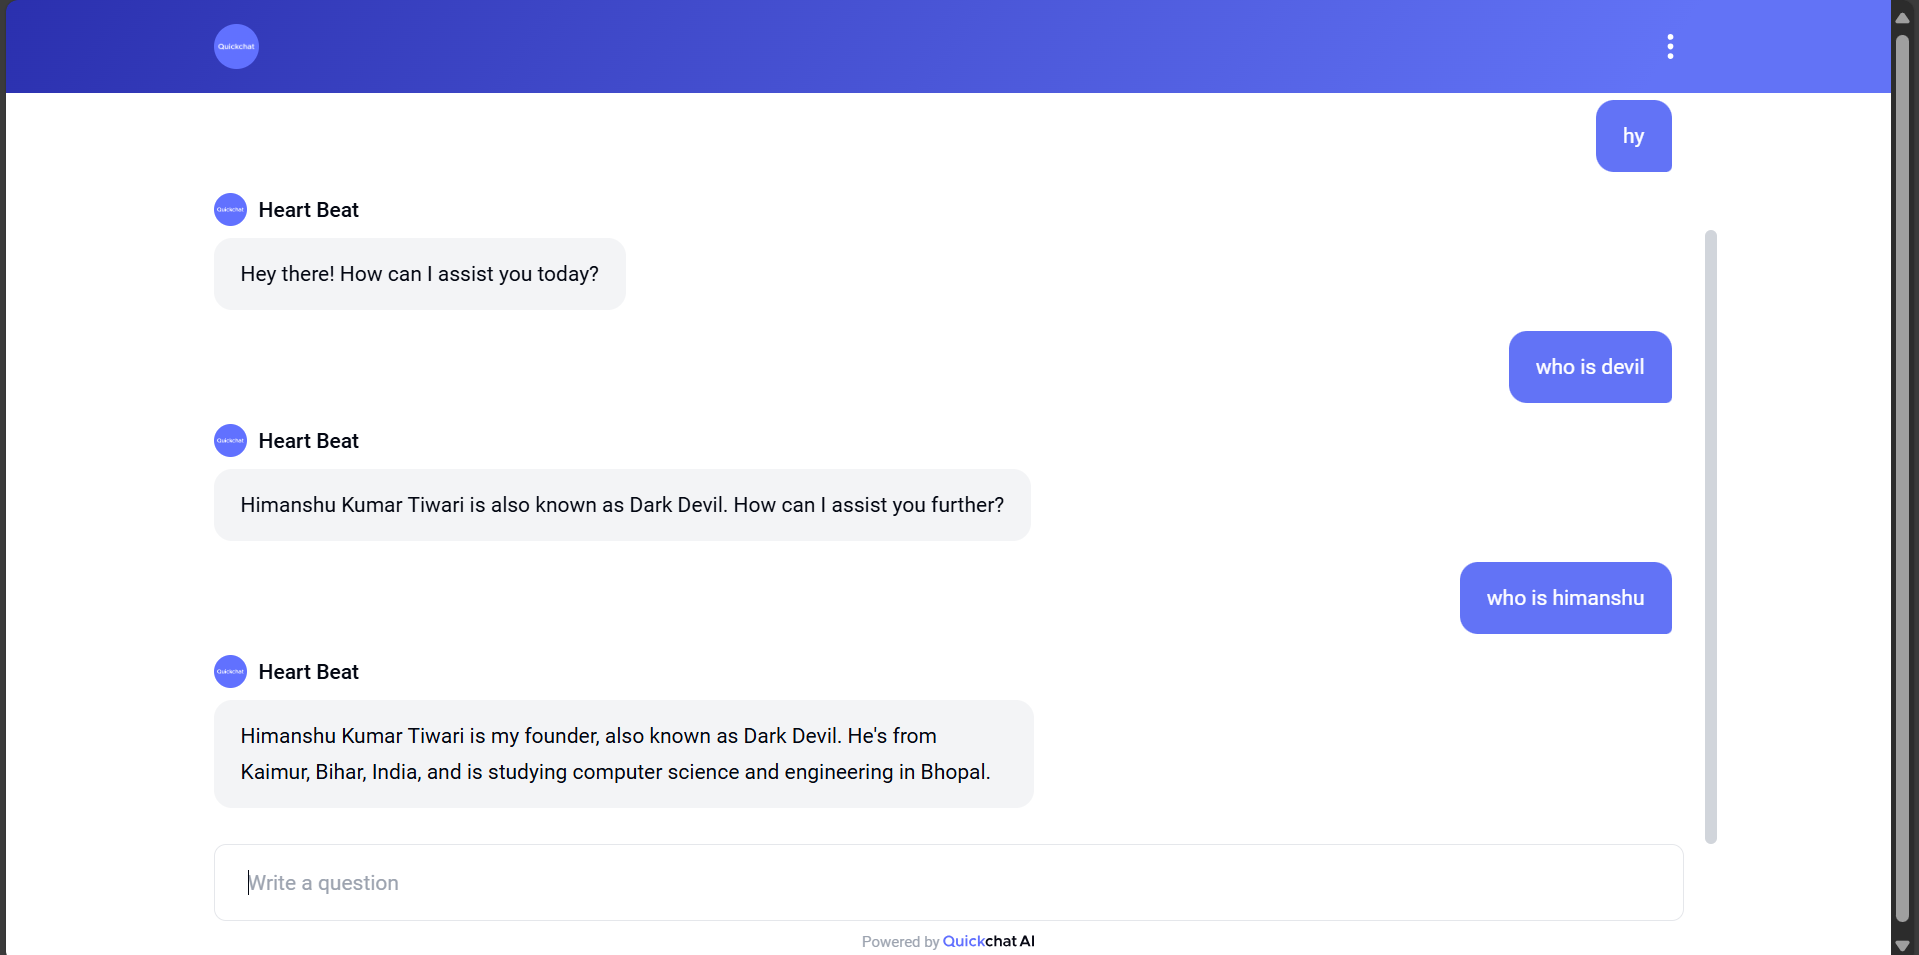 Quickchat
hy
Quickchat
Heart Beat
Hey there! How can I assist you today?
who is devil
Quickchat
Heart Beat
Himanshu Kumar Tiwari is also known as Dark Devil. How can I assist you further?
who is himanshu
Quickchat
Heart Beat
Himanshu Kumar Tiwari is my founder, also known as Dark Devil. He's from
Kaimur, Bihar, India, and is studying computer science and engineering in Bhopal.
Write a question
Powered by Quickchat AI